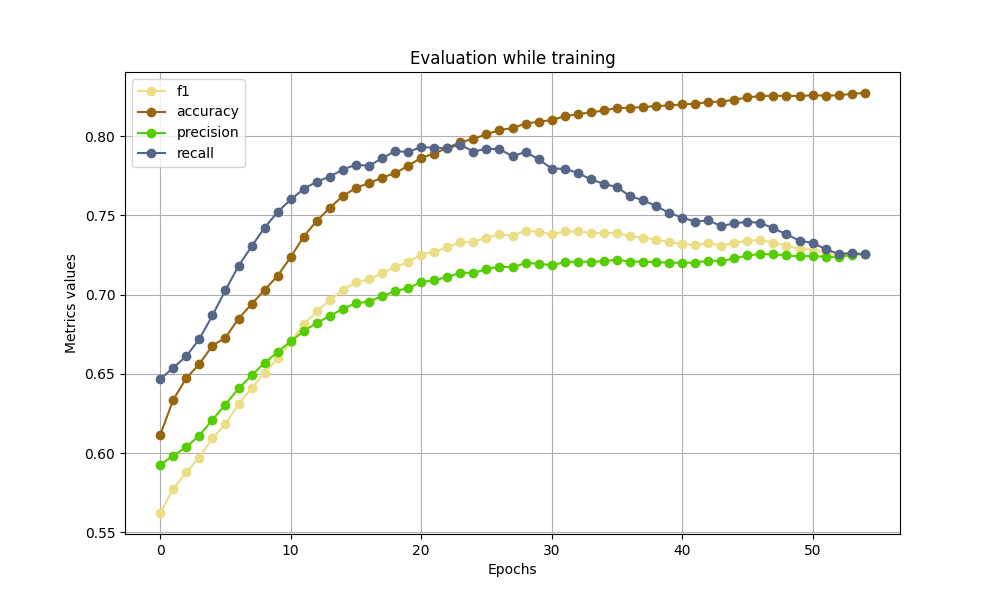 Evaluation while training
f1
accuracy
precision
recall
Metrics values
0.80
0.75
0.70
0.65
0.60
0.55
0 10 20 30 40 50
Epochs